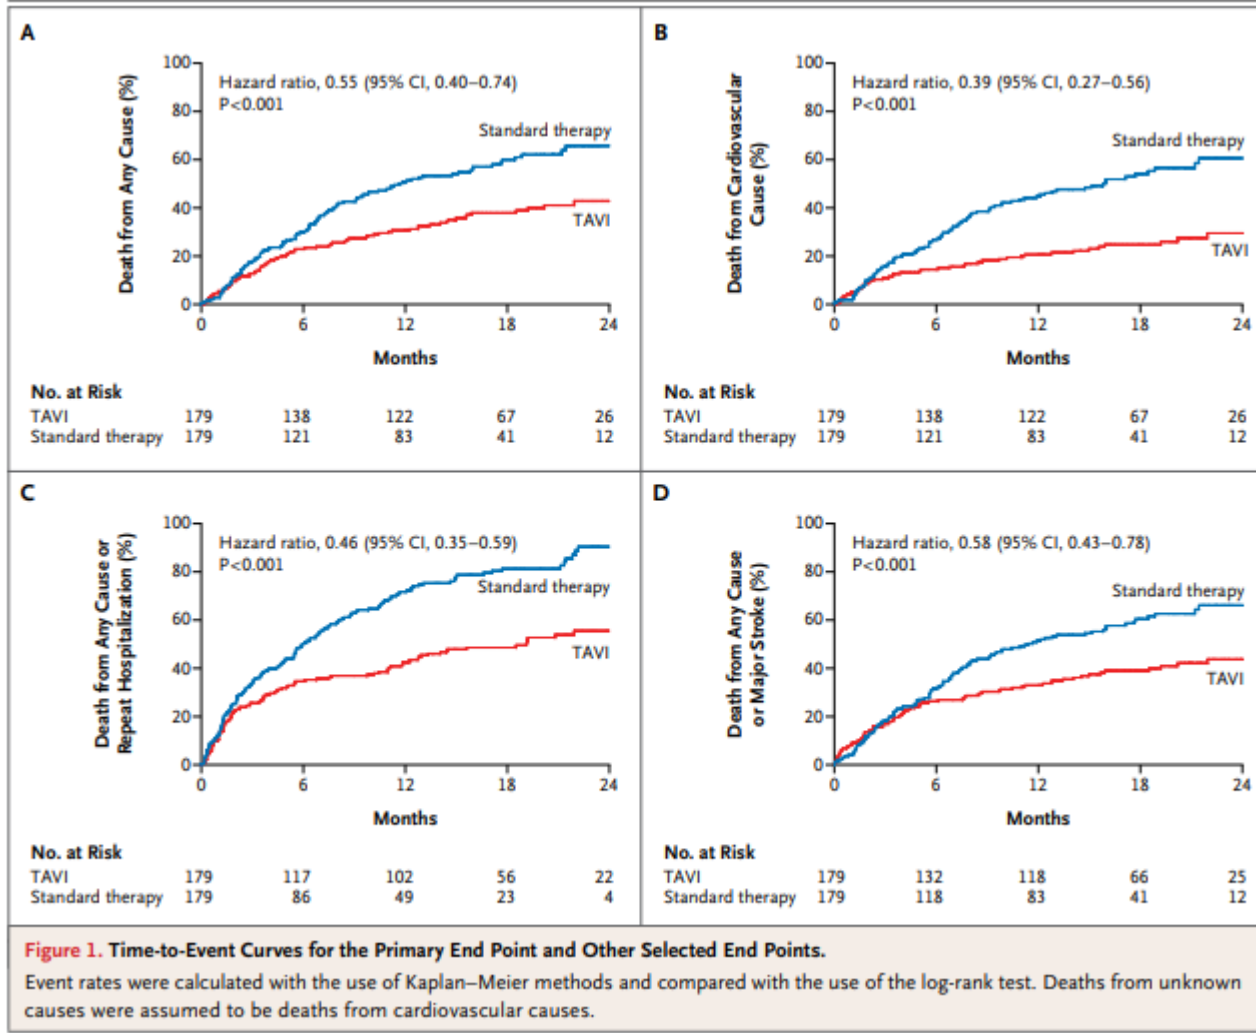 A
Death from Any Cause (%)
100
80
60
40
20
0
Hazard ratio, 0.55 (95% CI, 0.40–0.74)
P<0.001
Standard therapy
TAVI
0 6 12 18 24
Months
No. at Risk
TAVI 179 138 122 67 26
Standard therapy 179 121 83 41 12
B
Death from Cardiovascular
Cause (%)
100
80
60
40
20
0
Hazard ratio, 0.39 (95% CI, 0.27–0.56)
P<0.001
Standard therapy
TAVI
0 6 12 18 24
Months
No. at Risk
TAVI 179 138 122 67 26
Standard therapy 179 121 83 41 12
C
Death from Any Cause or
Repeat Hospitalization (%)
100
80
60
40
20
0
Hazard ratio, 0.46 (95% CI, 0.35–0.59)
P<0.001
Standard therapy
TAVI
0 6 12 18 24
Months
No. at Risk
TAVI 179 117 102 56 22
Standard therapy 179 86 49 23 4
D
Death from Any Cause
or Major Stroke (%)
100
80
60
40
20
0
Hazard ratio, 0.58 (95% CI, 0.43–0.78)
P<0.001
Standard therapy
TAVI
0 6 12 18 24
Months
No. at Risk
TAVI 179 132 118 66 25
Standard therapy 179 118 83 41 12
Figure 1. Time-to-Event Curves for the Primary End Point and Other Selected End Points.
Event rates were calculated with the use of Kaplan–Meier methods and compared with the use of the log-rank test. Deaths from unknown
causes were assumed to be deaths from cardiovascular causes.